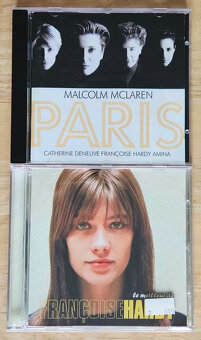 MALCOLM MCLAREN
PARIS
CATHERINE DENEUVE FRANÇOISE HARDY AMINA
le meilleur de
FRANÇOISE HARDY